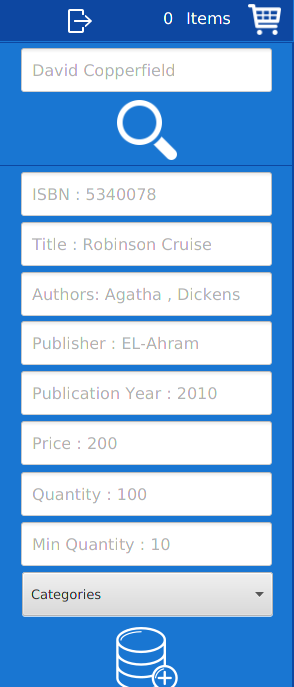 0 Items
David Copperfield
ISBN : 5340078
Title : Robinson Cruise
Authors: Agatha , Dickens
Publisher : EL-Ahram
Publication Year : 2010
Price : 200
Quantity : 100
Min Quantity : 10
Categories